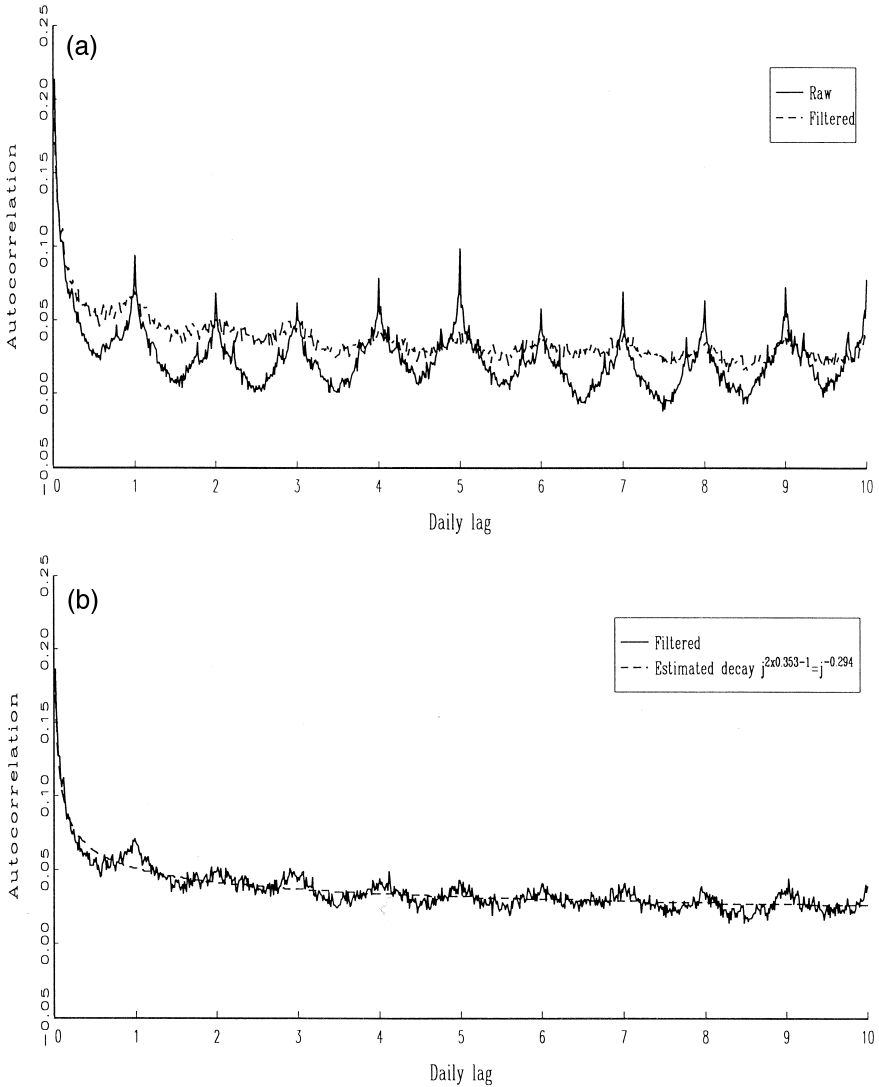 (a)
Autocorrelation
0.25
0.20
0.15
0.10
0.05
0.00
-0.05
Raw
Filtered
0 1 2 3 4 5 6 7 8 9 10
Daily lag
(b)
Autocorrelation
0.25
0.20
0.15
0.10
0.05
0.00
-0.05
Filtered
Estimated decay j^{2x0.353-1}=j^{-0.294}
0 1 2 3 4 5 6 7 8 9 10
Daily lag